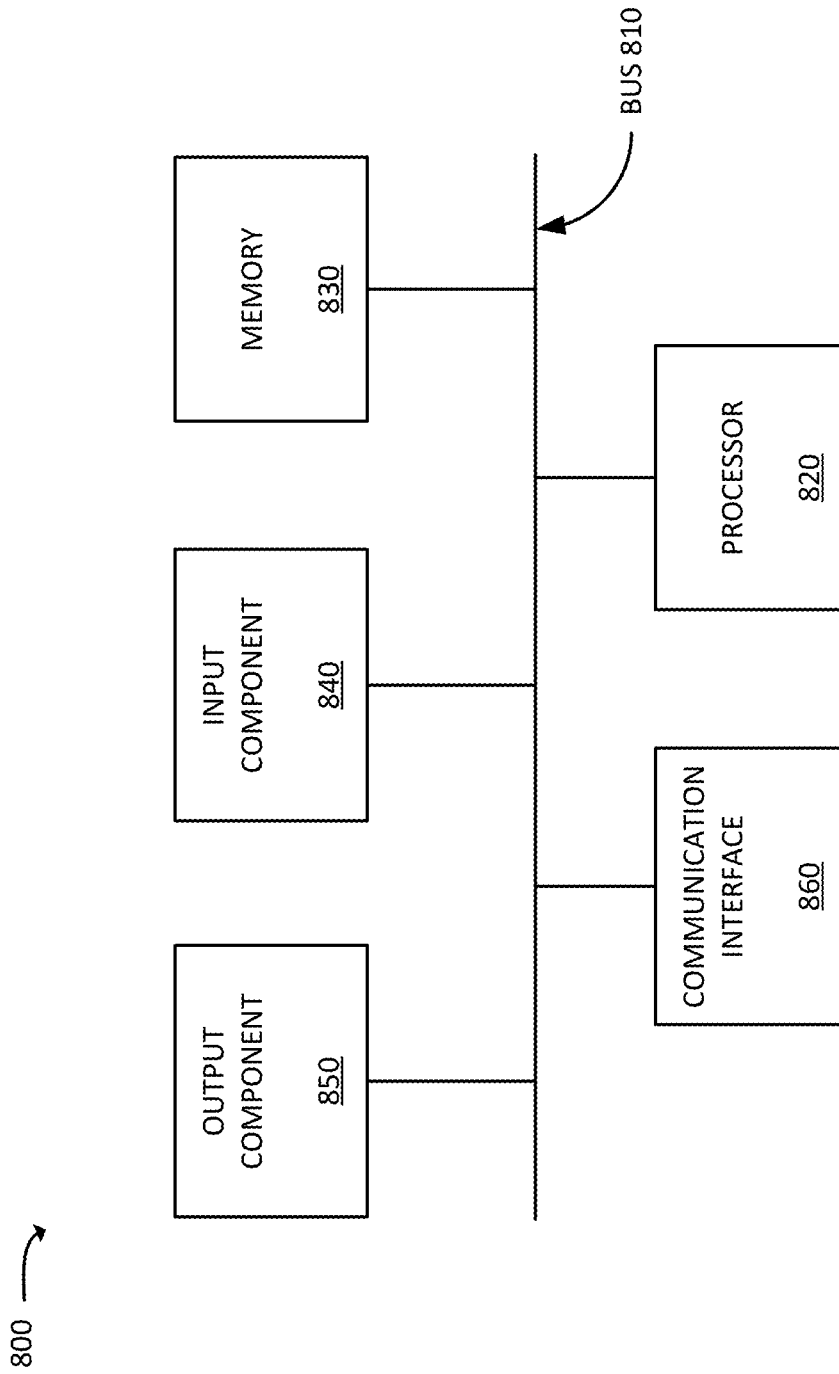 800
OUTPUT
COMPONENT
850
INPUT
COMPONENT
840
MEMORY
830
COMMUNICATION
INTERFACE
860
PROCESSOR
820
BUS 810